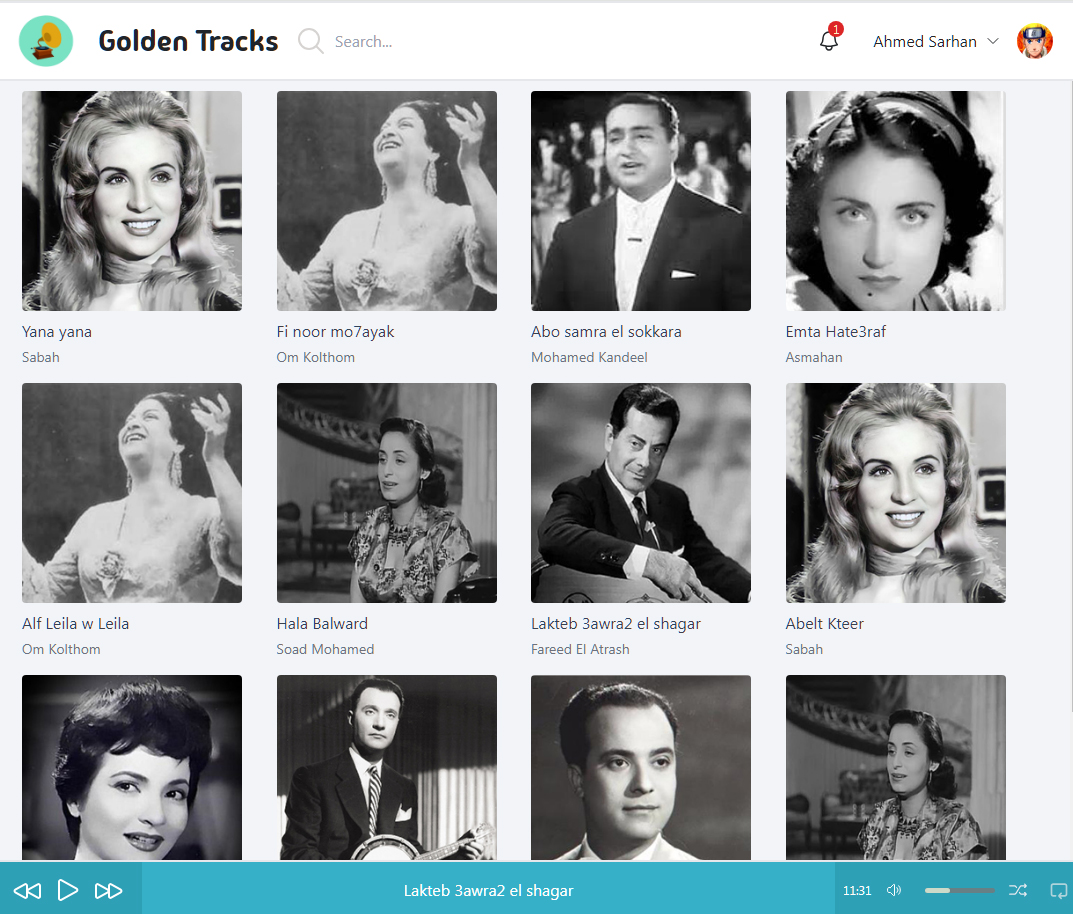 Golden Tracks
Search...
1
Ahmed Sarhan
Yana yana
Sabah
Fi noor mo7ayak
Om Kolthom
Abo samra el sokkara
Mohamed Kandeel
Emta Hate3raf
Asmahan
Alf Leila w Leila
Om Kolthom
Hala Balward
Soad Mohamed
Lakteb 3awra2 el shagar
Fareed El Atrash
Abelt Kteer
Sabah
Lakteb 3awra2 el shagar
11:31